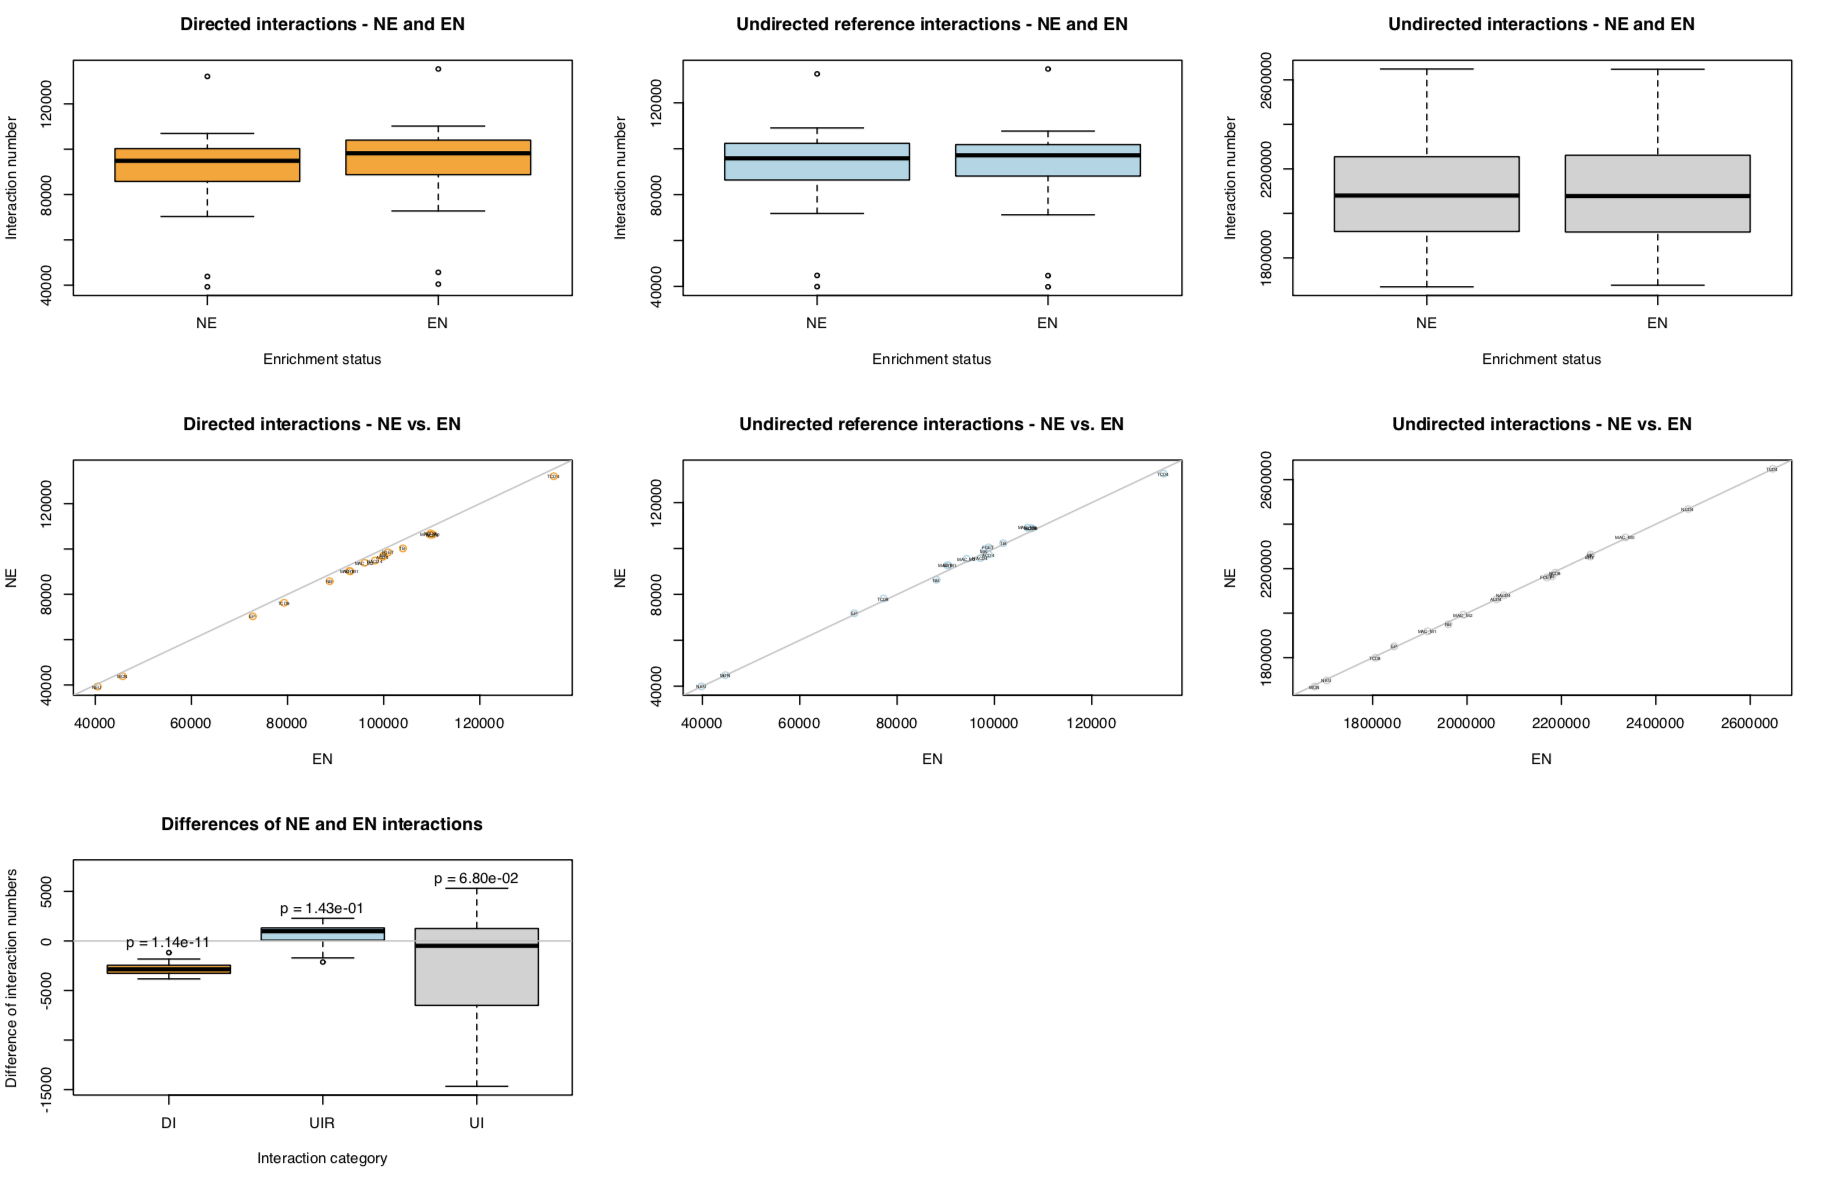 Directed interactions - NE and EN
Interaction number
40000
80000
120000
NE
EN
Enrichment status
Undirected reference interactions - NE and EN
Interaction number
40000
80000
120000
NE
EN
Enrichment status
Undirected interactions - NE and EN
Interaction number
1800000
2200000
2600000
NE
EN
Enrichment status
Directed interactions - NE vs. EN
NE
40000
80000
120000
40000
60000
80000
100000
120000
EN
Undirected reference interactions - NE vs. EN
NE
40000
80000
120000
TCD8
40000
60000
80000
100000
120000
EN
Undirected interactions - NE vs. EN
NE
1800000
2200000
2600000
MAC_M2
MAC_M1
TCD8
MON
1800000
2000000
2200000
2400000
2600000
EN
Differences of NE and EN interactions
Difference of interaction numbers
-15000
-5000
0
5000
p = 1.14e-11
p = 1.43e-01
p = 6.80e-02
DI
UIR
UI
Interaction category